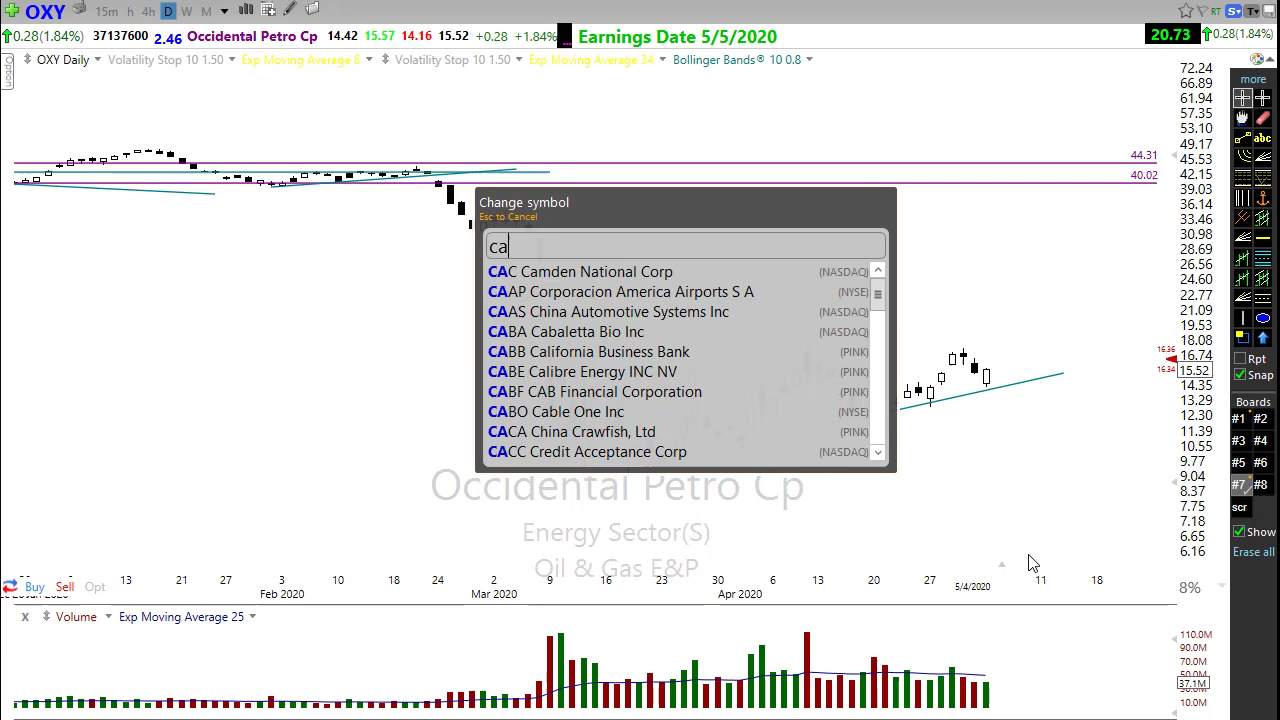 OXY 15m h 4h D W M RT S T
0.28(1.84%) 37137600 2.46 Occidental Petro Cp 14.42 15.57 14.16 15.52 +0.28 +1.84% Earnings Date 5/5/2020 20.73 0.28(1.84%)
Option OXY Daily Volatility Stop 10 1.50 Exp Moving Average 8 Volatility Stop 10 1.50 Exp Moving Average 34 Bollinger Bands® 10 0.8
72.24
66.89
61.94
57.35
53.10
49.17
45.53
42.15
39.03
36.14
33.46
30.98
28.69
26.56
24.60
22.77
21.09
19.53
18.08
16.74
15.52
14.35
13.29
12.30
11.39
10.55
9.77
9.04
8.37
7.75
7.18
6.65
6.16
44.31
40.02
16.36
16.34
Change symbol
Esc to Cancel
ca
CAC Camden National Corp (NASDAQ)
CAAP Corporacion America Airports S A (NYSE)
CAAS China Automotive Systems Inc (NASDAQ)
CABA Cabaletta Bio Inc (NASDAQ)
CABB California Business Bank (PINK)
CABE Calibre Energy INC NV (PINK)
CABF CAB Financial Corporation (PINK)
CABO Cable One Inc (NYSE)
CACA China Crawfish, Ltd (PINK)
CACC Credit Acceptance Corp (NASDAQ)
Occidental Petro Cp
Energy Sector(S)
Oil & Gas E&P
more
abc
Rpt
Snap
Boards
#1 #2
#3 #4
#5 #6
#7 #8
scr
Show
Erase all
Buy Sell Opt
13 21 27 3 10 18 24 2 9 16 23 30 6 13 20 27 5/4/2020 11 18 8%
Feb 2020 Mar 2020 Apr 2020
X Volume Exp Moving Average 25
110.0M
90.0M
70.0M
50.0M
37.1M
10.0M